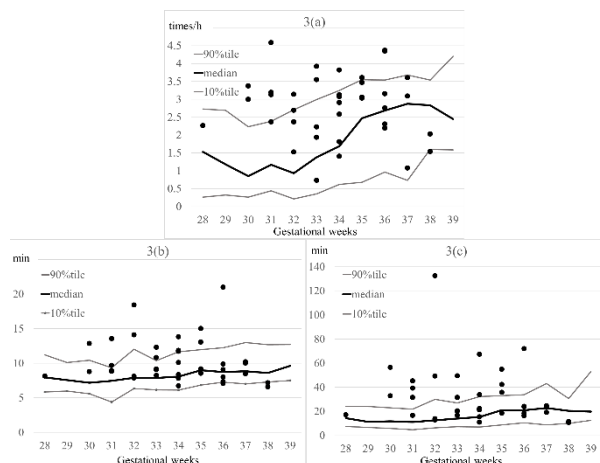 3(a)
times/h
4.5
4
3.5
3
2.5
2
1.5
1
0.5
0
90%tile
median
10%tile
28 29 30 31 32 33 34 35 36 37 38 39
Gestational weeks
3(b)
min
20
15
10
5
0
90%tile
median
10%tile
28 29 30 31 32 33 34 35 36 37 38 39
Gestational weeks
3(c)
min
140
120
100
80
60
40
20
0
90%tile
median
10%tile
28 29 30 31 32 33 34 35 36 37 38 39
Gestational weeks